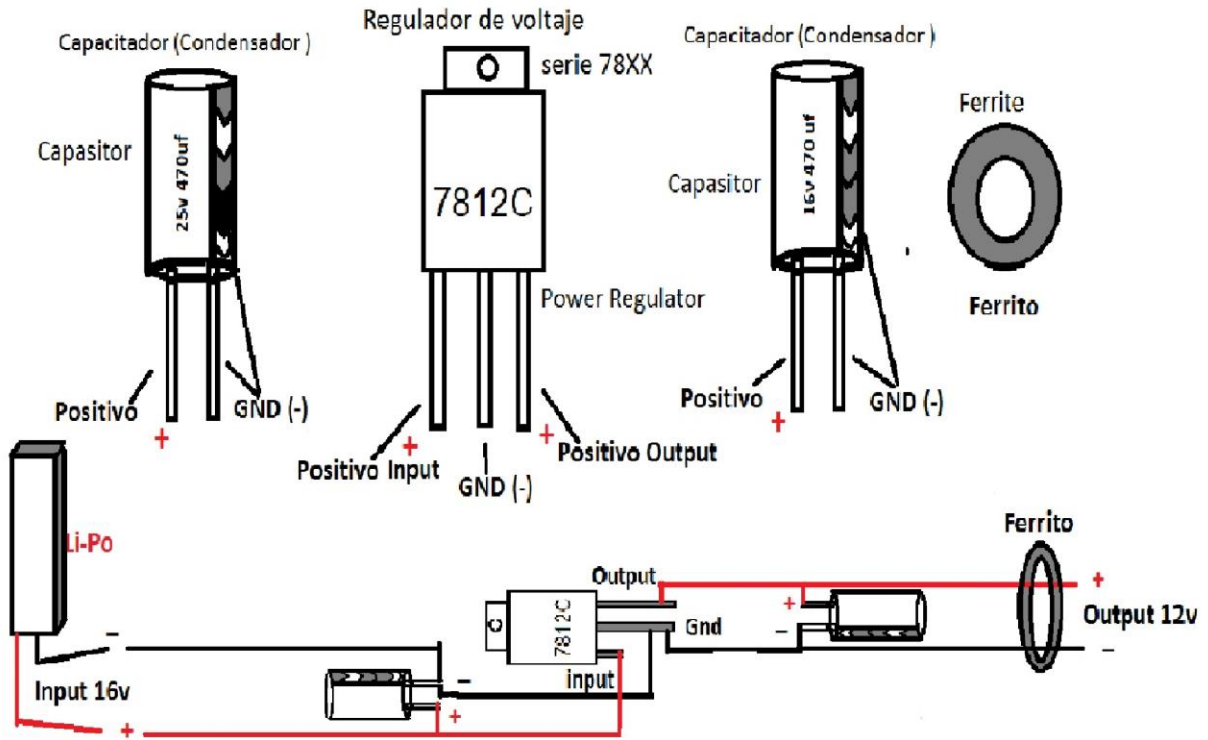 Regulador de voltaje
Capacitador (Condensador )
serie 78XX
Capacitador (Condensador )
Capasitor
25v 470uf
7812C
Capasitor
16v 470 uf
Ferrite
Ferrito
Power Regulator
Positivo
+
GND (-)
Positivo Input
+
GND (-)
+
Positivo Output
Positivo
+
GND (-)
Li-Po
Input 16v
−
+
−
+
7812C
Output
Gnd
input
+
−
Ferrito
+
Output 12v
−